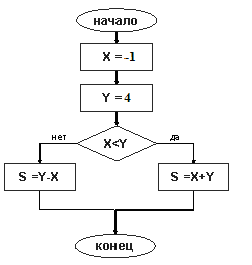 начало
X = -1
Y = 4
нет
X<Y
да
S =Y-X
S =X+Y
конец